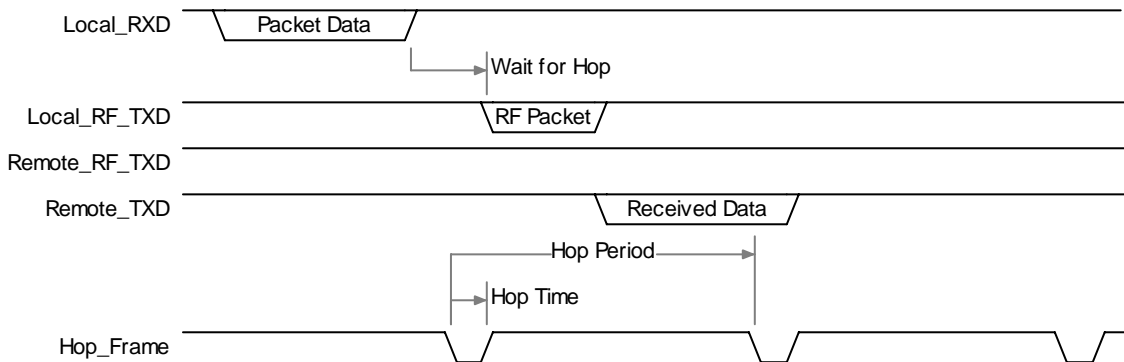 Local_RXD
Packet Data
Wait for Hop
Local_RF_TXD
RF Packet
Remote_RF_TXD
Remote_TXD
Received Data
Hop Period
Hop Time
Hop_Frame